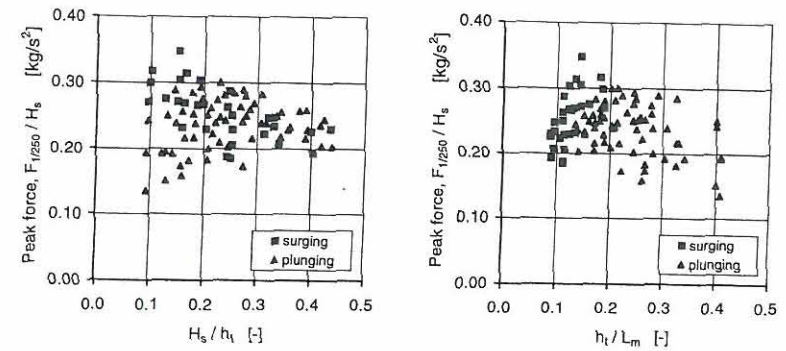 Peak force, F1/250 / Hs [kg/s²]
0.40
0.30
0.20
0.10
0.00
surging
plunging
0.0 0.1 0.2 0.3 0.4 0.5
Hs / ht [-]
Peak force, F1/250 / Hs [kg/s²]
0.40
0.30
0.20
0.10
0.00
surging
plunging
0.0 0.1 0.2 0.3 0.4 0.5
ht / Lm [-]